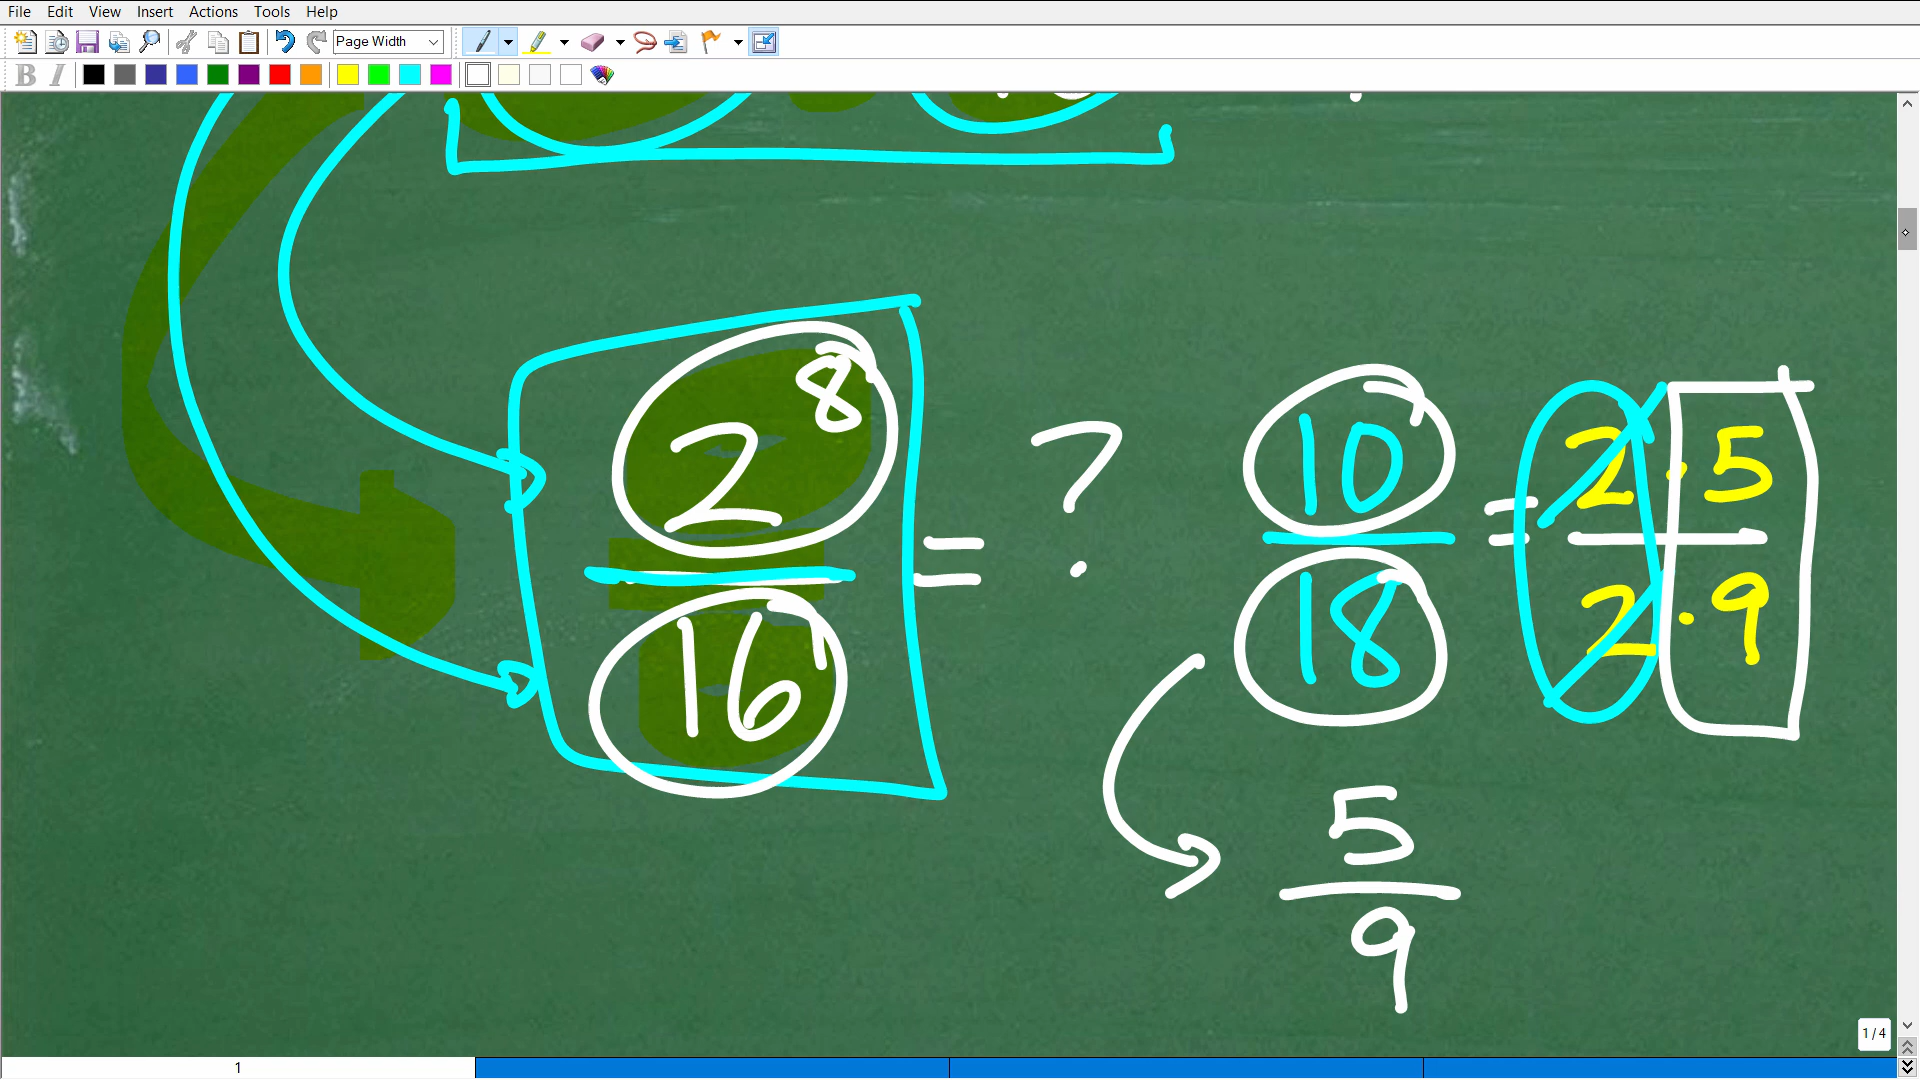 File Edit View Insert Actions Tools Help
Page Width
B I
2⁸
16
= ?
10
18
= 2 · 5
2 · 9
5
9
1 / 4
1